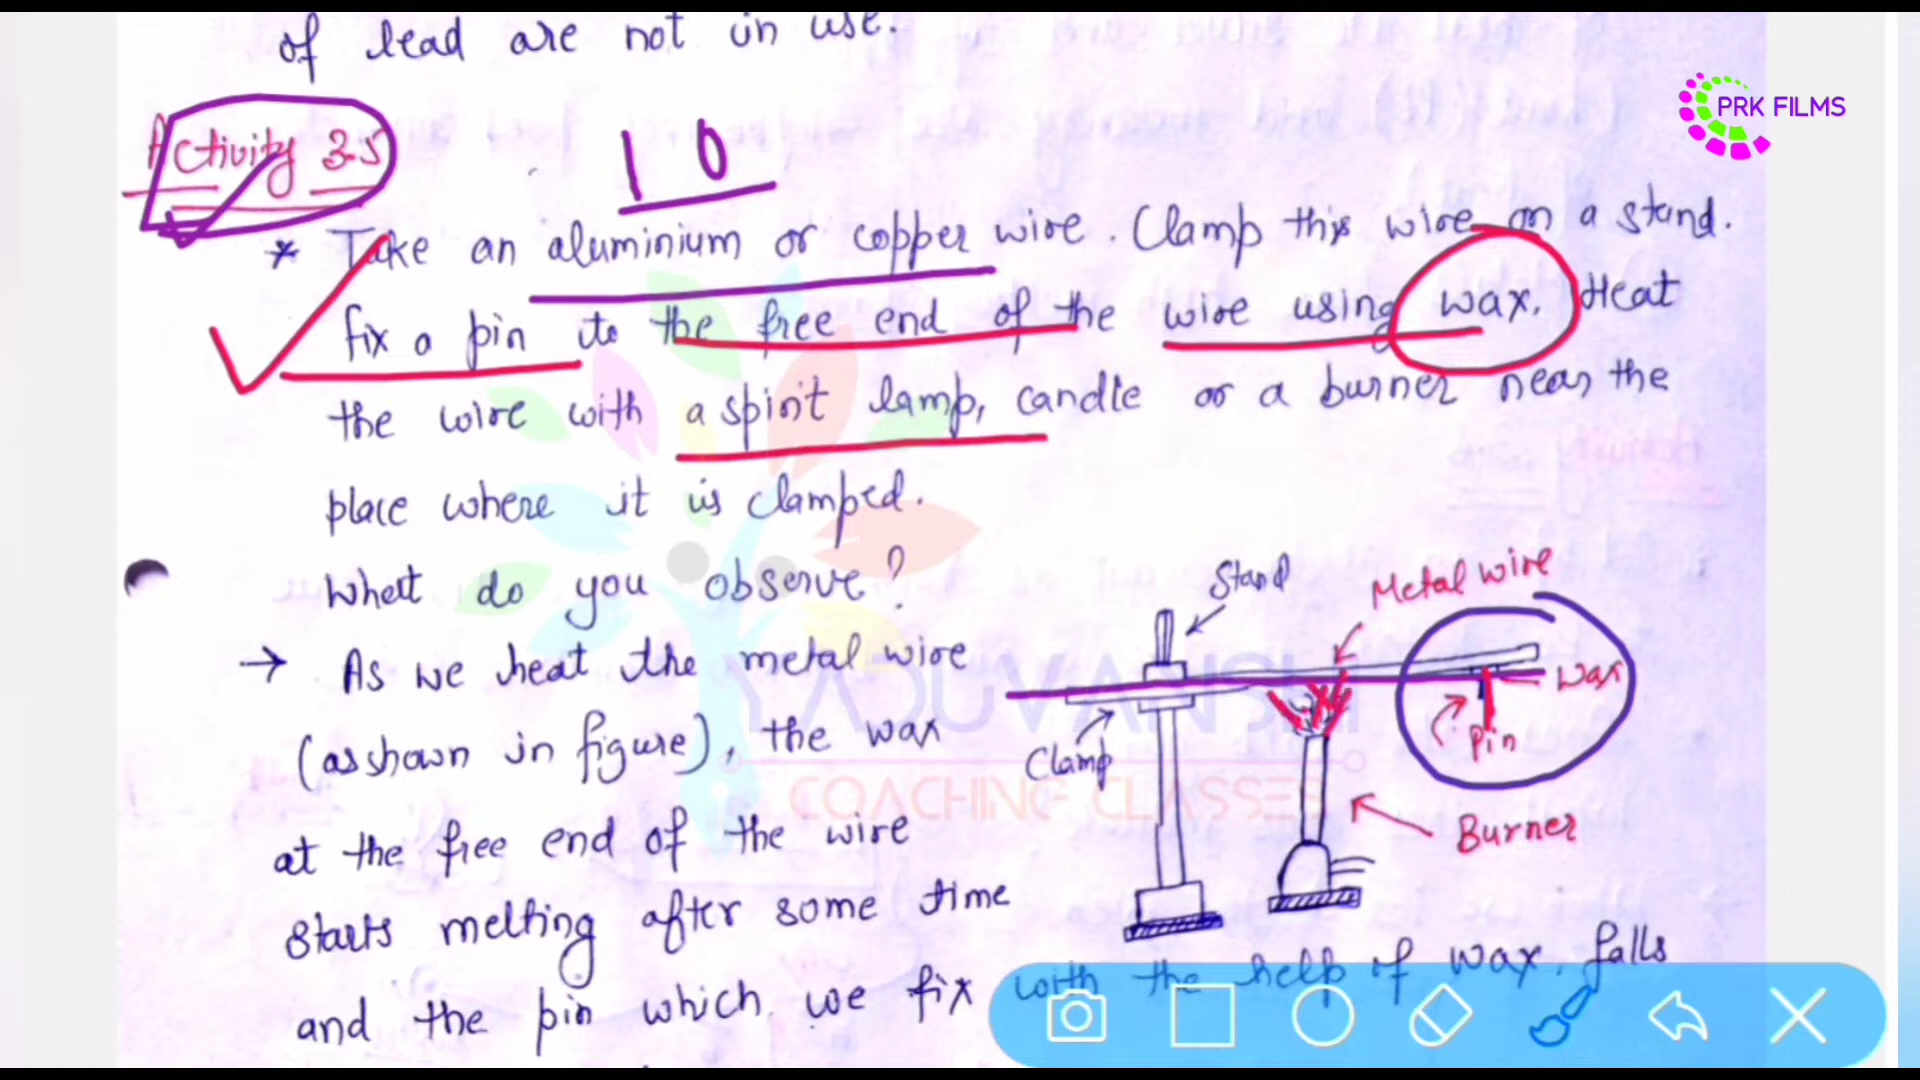 of lead are not in use.
PRK FILMS
Activity 3.5
10
* Take an aluminium or copper wire. Clamp this wire on a stand.
fix a pin to the free end of the wire using wax. Heat
the wire with a spirit lamp, candle or a burner near the
place where it is clamped.
What do you observe?
Stand
Metal wire
→ As we heat the metal wire
wax
(as shown in figure), the wax
Clamp
Pin
YADUVANSHI
COACHING CLASSES
at the free end of the wire
Burner
starts melting after some time
and the pin which we fix with the help of wax, falls